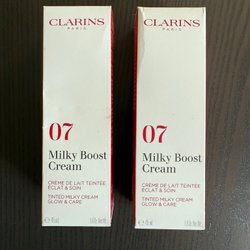 CLARINS
PARIS
07
Milky Boost
Cream
CRÈME DE LAIT TEINTÉE
ÉCLAT & SOIN
TINTED MILKY CREAM
GLOW & CARE
CLARINS
PARIS
07
Milky Boost
Cream
CRÈME DE LAIT TEINTÉE
ÉCLAT & SOIN
TINTED MILKY CREAM
GLOW & CARE